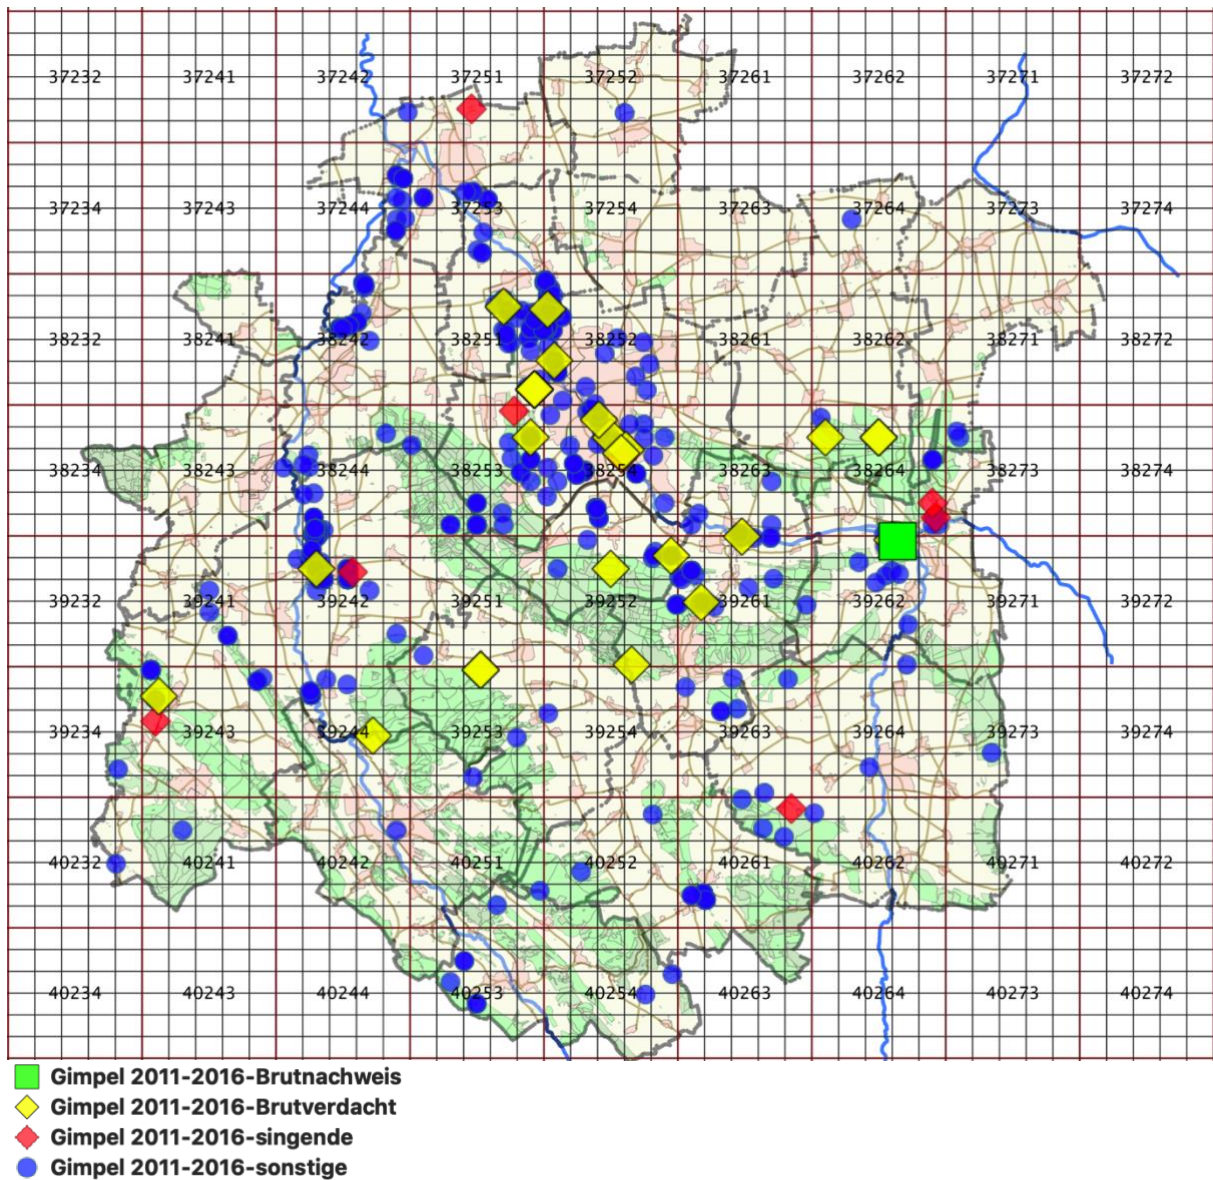 37232 37241 37242 37251 37252 37261 37262 37271 37272
37234 37243 37244 37253 37254 37263 37264 37273 37274
38232 38241 38242 38251 38252 38261 38262 38271 38272
38234 38243 38244 38253 38254 38263 38264 38273 38274
39232 39241 39242 39251 39252 39261 39262 39271 39272
39234 39243 39244 39253 39254 39263 39264 39273 39274
40232 40241 40242 40251 40252 40261 40262 40271 40272
40234 40243 40244 40253 40254 40263 40264 40273 40274
Gimpel 2011-2016-Brutnachweis
Gimpel 2011-2016-Brutverdacht
Gimpel 2011-2016-singende
Gimpel 2011-2016-sonstige